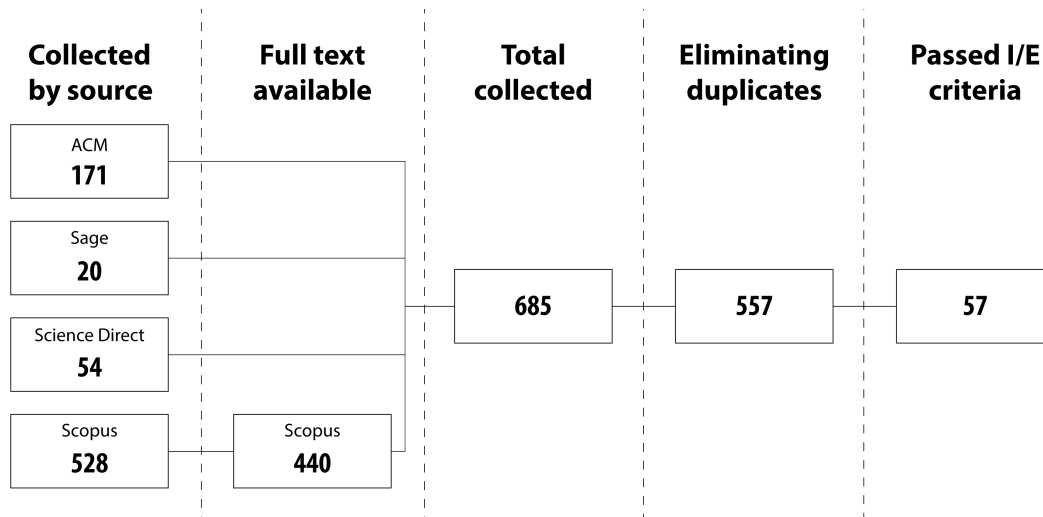 Collected
by source
Full text
available
Total
collected
Eliminating
duplicates
Passed I/E
criteria
ACM
171
Sage
20
Science Direct
54
Scopus
528
Scopus
440
685
557
57